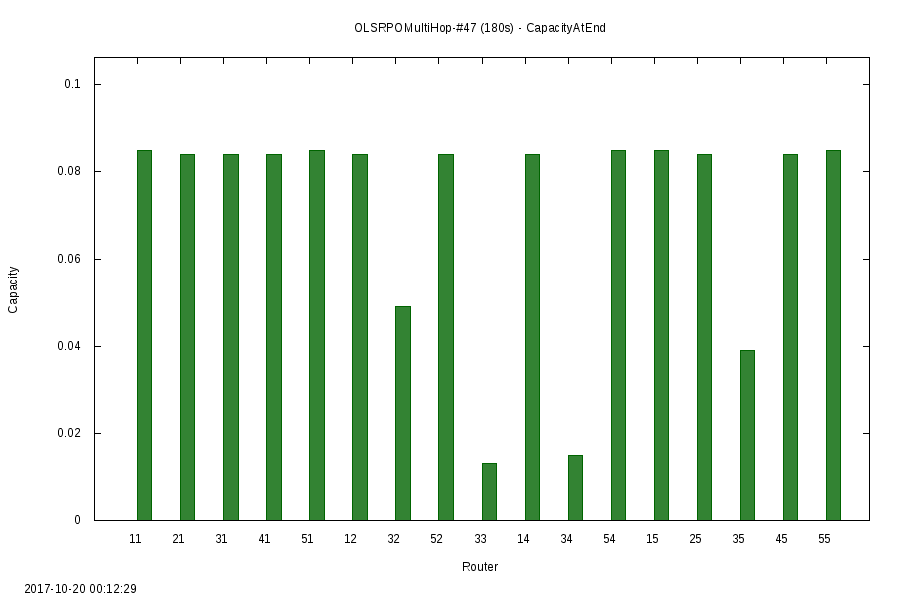 OLSRPOMultiHop-#47 (180s) - CapacityAtEnd
0.1
0.08
0.06
0.04
0.02
0
Capacity
11 21 31 41 51 12 32 52 33 14 34 54 15 25 35 45 55
Router
2017-10-20 00:12:29